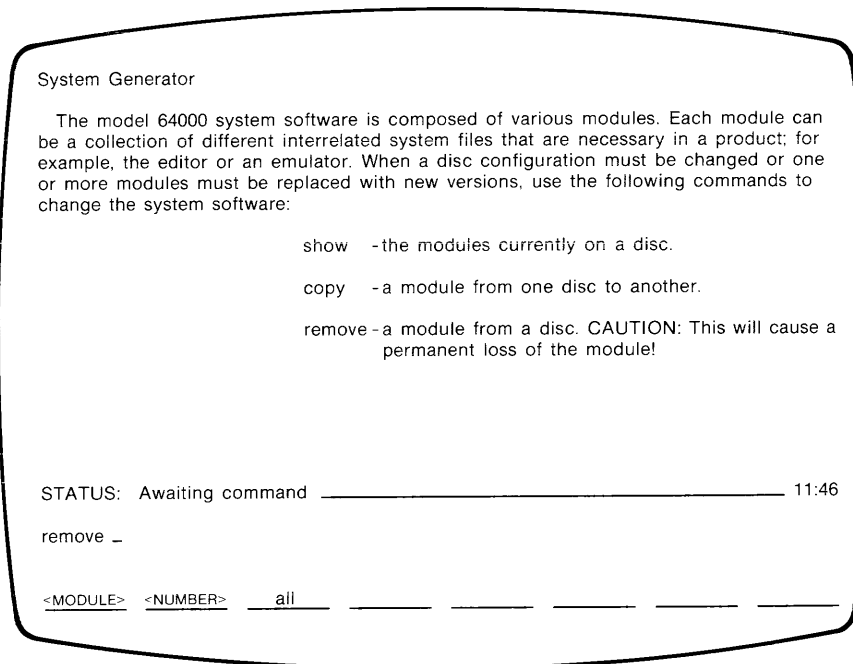 System Generator
The model 64000 system software is composed of various modules. Each module can
be a collection of different interrelated system files that are necessary in a product; for
example, the editor or an emulator. When a disc configuration must be changed or one
or more modules must be replaced with new versions, use the following commands to
change the system software:
show -the modules currently on a disc.
copy -a module from one disc to another.
remove -a module from a disc. CAUTION: This will cause a
permanent loss of the module!
STATUS: Awaiting command 11:46
remove _
<MODULE> <NUMBER> all